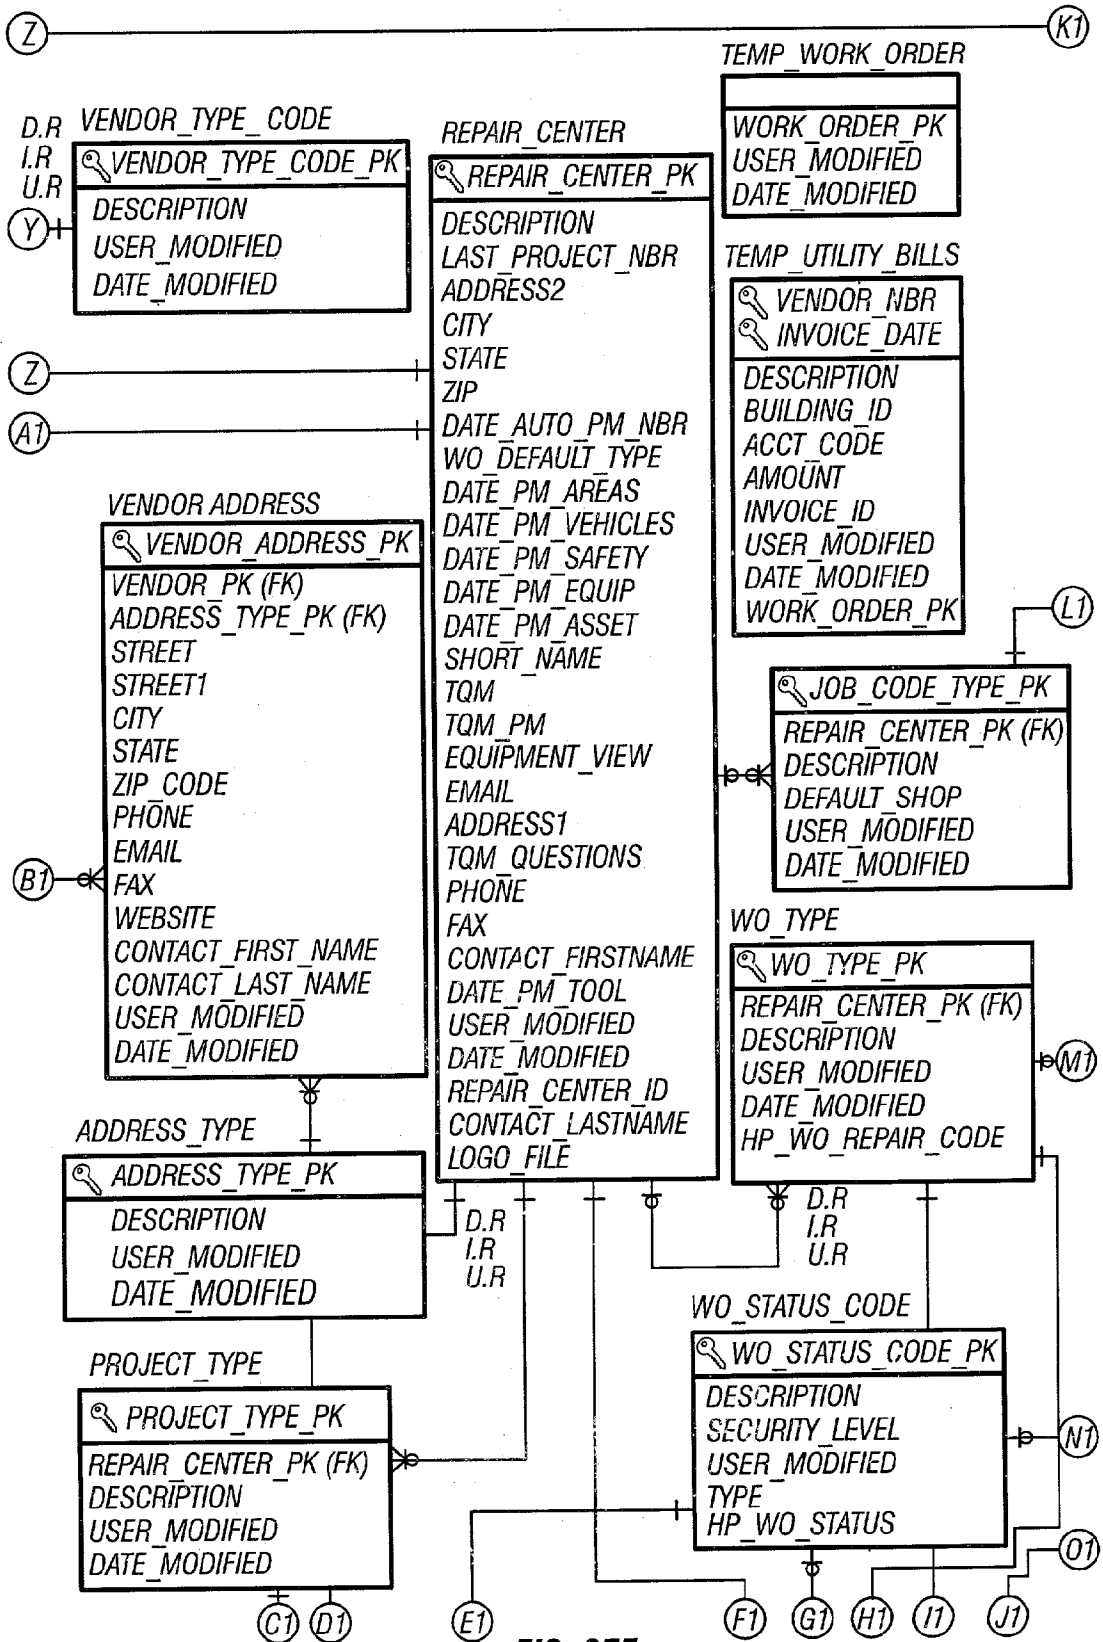 Z
K1
TEMP_WORK_ORDER
WORK_ORDER_PK
USER_MODIFIED
DATE_MODIFIED
D.R
I.R
U.R
Y
VENDOR_TYPE_CODE
VENDOR_TYPE_CODE_PK
DESCRIPTION
USER_MODIFIED
DATE_MODIFIED
REPAIR_CENTER
REPAIR_CENTER_PK
DESCRIPTION
LAST_PROJECT_NBR
ADDRESS2
CITY
STATE
ZIP
DATE_AUTO_PM_NBR
WO_DEFAULT_TYPE
DATE_PM_AREAS
DATE_PM_VEHICLES
DATE_PM_SAFETY
DATE_PM_EQUIP
DATE_PM_ASSET
SHORT_NAME
TQM
TQM_PM
EQUIPMENT_VIEW
EMAIL
ADDRESS1
TQM_QUESTIONS
PHONE
FAX
CONTACT_FIRSTNAME
DATE_PM_TOOL
USER_MODIFIED
DATE_MODIFIED
REPAIR_CENTER_ID
CONTACT_LASTNAME
LOGO_FILE
TEMP_UTILITY_BILLS
VENDOR_NBR
INVOICE_DATE
DESCRIPTION
BUILDING_ID
ACCT_CODE
AMOUNT
INVOICE_ID
USER_MODIFIED
DATE_MODIFIED
WORK_ORDER_PK
Z
A1
VENDOR ADDRESS
VENDOR_ADDRESS_PK
VENDOR_PK (FK)
ADDRESS_TYPE_PK (FK)
STREET
STREET1
CITY
STATE
ZIP_CODE
PHONE
EMAIL
FAX
WEBSITE
CONTACT_FIRST_NAME
CONTACT_LAST_NAME
USER_MODIFIED
DATE_MODIFIED
B1
L1
JOB_CODE_TYPE_PK
REPAIR_CENTER_PK (FK)
DESCRIPTION
DEFAULT_SHOP
USER_MODIFIED
DATE_MODIFIED
WO_TYPE
WO_TYPE_PK
REPAIR_CENTER_PK (FK)
DESCRIPTION
USER_MODIFIED
DATE_MODIFIED
HP_WO_REPAIR_CODE
M1
ADDRESS_TYPE
ADDRESS_TYPE_PK
DESCRIPTION
USER_MODIFIED
DATE_MODIFIED
D.R
I.R
U.R
D.R
I.R
U.R
PROJECT_TYPE
PROJECT_TYPE_PK
REPAIR_CENTER_PK (FK)
DESCRIPTION
USER_MODIFIED
DATE_MODIFIED
WO_STATUS_CODE
WO_STATUS_CODE_PK
DESCRIPTION
SECURITY_LEVEL
USER_MODIFIED
TYPE
HP_WO_STATUS
N1
O1
C1
D1
E1
F1
G1
H1
I1
J1